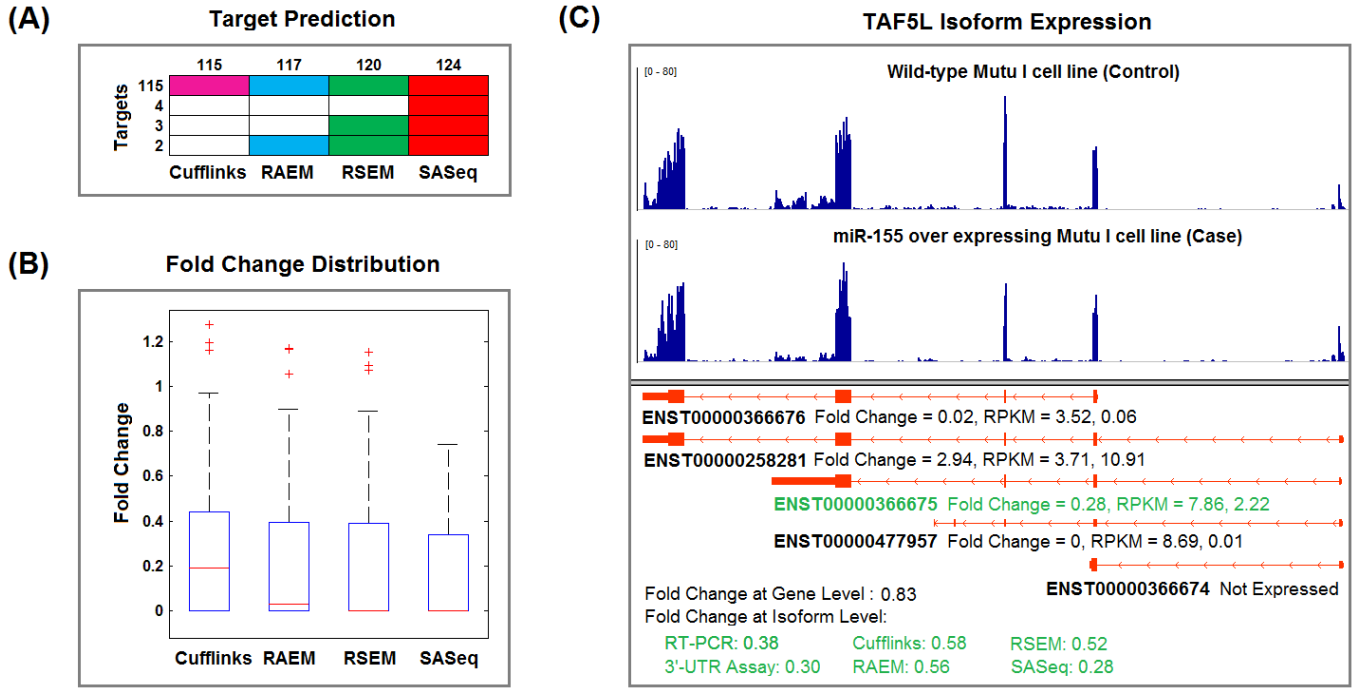 (A)
Target Prediction
115 117 120 124
Targets
115
4
3
2
Cufflinks RAEM RSEM SASeq
(B)
Fold Change Distribution
Fold Change
1.2
1
0.8
0.6
0.4
0.2
0
Cufflinks RAEM RSEM SASeq
(C)
TAF5L Isoform Expression
[0 - 80]
Wild-type Mutu I cell line (Control)
[0 - 80]
miR-155 over expressing Mutu I cell line (Case)
ENST00000366676 Fold Change = 0.02, RPKM = 3.52, 0.06
ENST00000258281 Fold Change = 2.94, RPKM = 3.71, 10.91
ENST00000366675 Fold Change = 0.28, RPKM = 7.86, 2.22
ENST00000477957 Fold Change = 0, RPKM = 8.69, 0.01
ENST00000366674 Not Expressed
Fold Change at Gene Level : 0.83
Fold Change at Isoform Level:
RT-PCR: 0.38 Cufflinks: 0.58 RSEM: 0.52
3'-UTR Assay: 0.30 RAEM: 0.56 SASeq: 0.28